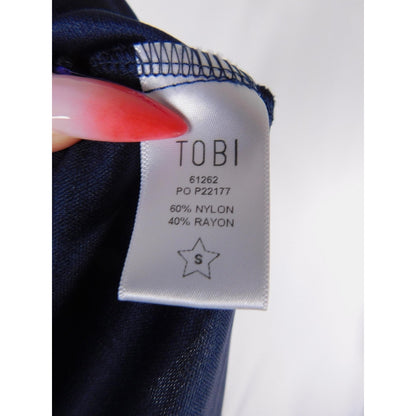 TOBI
61262
PO P22177
60% NYLON
40% RAYON
S